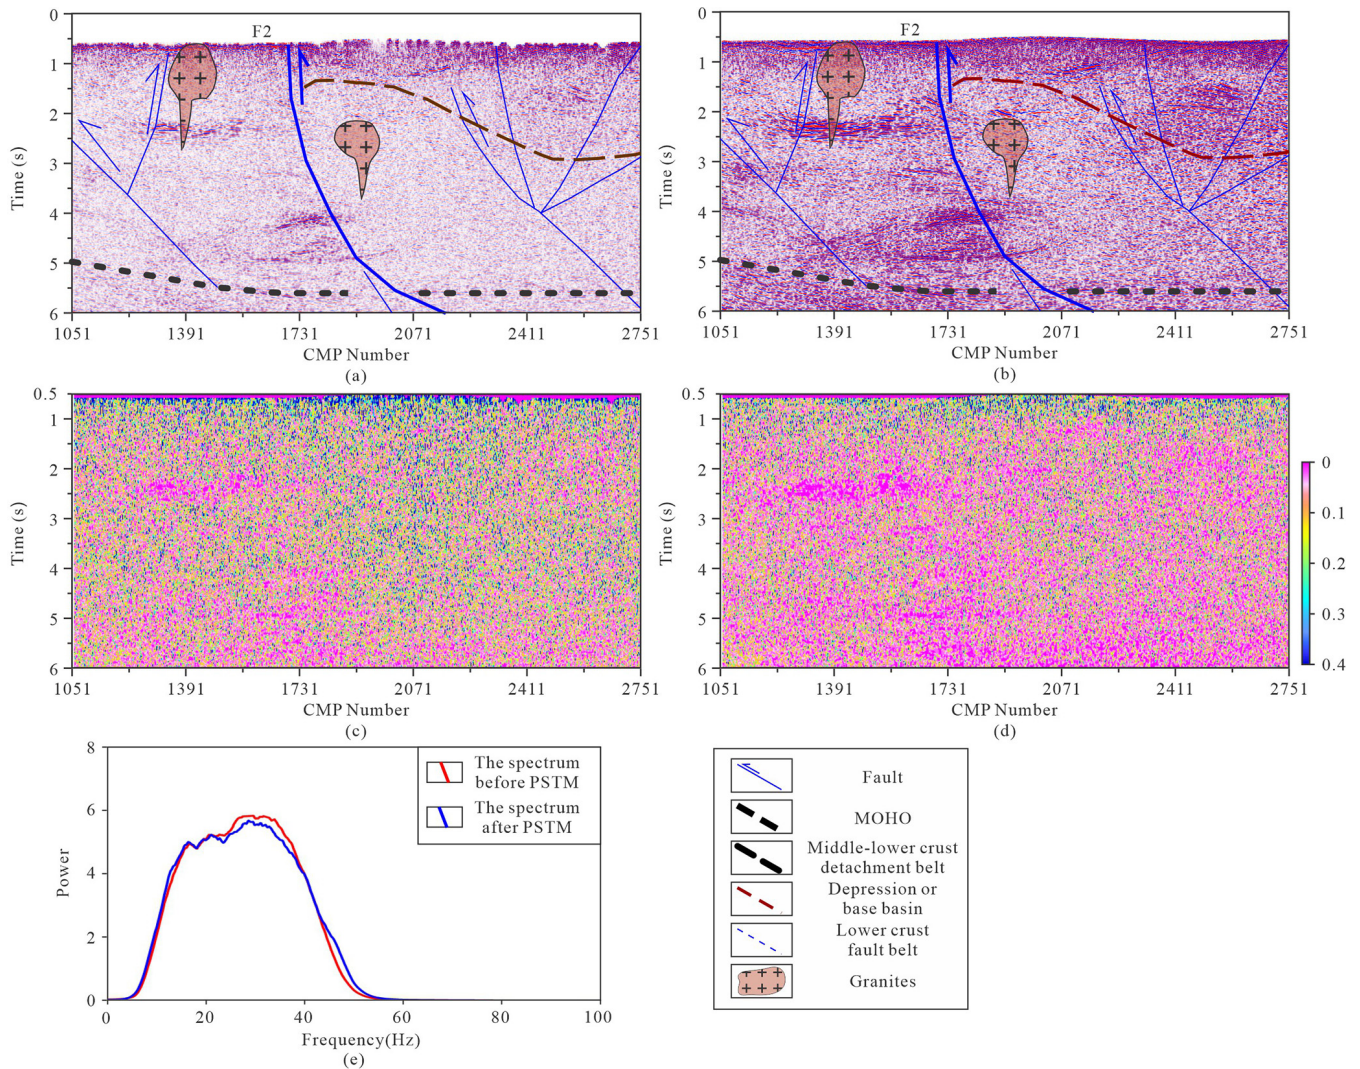 F2
0
1
2
3
4
5
6
Time (s)
1051
1391
1731
2071
2411
2751
CMP Number
(a)
F2
0
1
2
3
4
5
6
Time (s)
1051
1391
1731
2071
2411
2751
CMP Number
(b)
0.5
1
2
3
4
5
6
Time (s)
1051
1391
1731
2071
2411
2751
CMP Number
(c)
0.5
1
2
3
4
5
6
Time (s)
1051
1391
1731
2071
2411
2751
CMP Number
(d)
0
0.1
0.2
0.3
0.4
8
6
4
2
0
Power
0
20
40
60
80
100
Frequency(Hz)
(e)
The spectrum
before PSTM
The spectrum
after PSTM
Fault
MOHO
Middle-lower crust
detachment belt
Depression or
base basin
Lower crust
fault belt
Granites